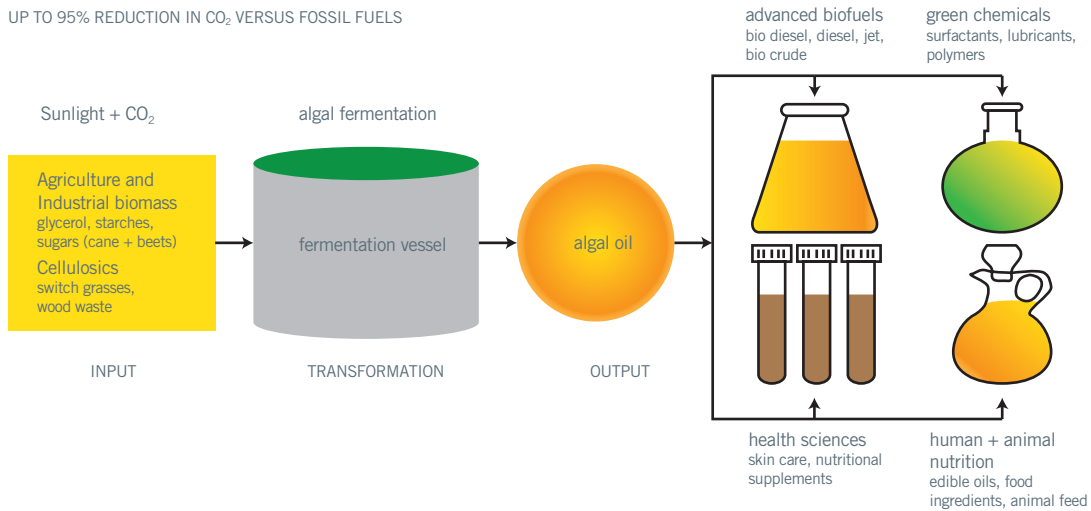 UP TO 95% REDUCTION IN CO₂ VERSUS FOSSIL FUELS
Sunlight + CO₂
Agriculture and
Industrial biomass
glycerol, starches,
sugars (cane + beets)
Cellulosics
switch grasses,
wood waste
INPUT
algal fermentation
fermentation vessel
TRANSFORMATION
algal oil
OUTPUT
advanced biofuels
bio diesel, diesel, jet,
bio crude
green chemicals
surfactants, lubricants,
polymers
health sciences
skin care, nutritional
supplements
human + animal
nutrition
edible oils, food
ingredients, animal feed